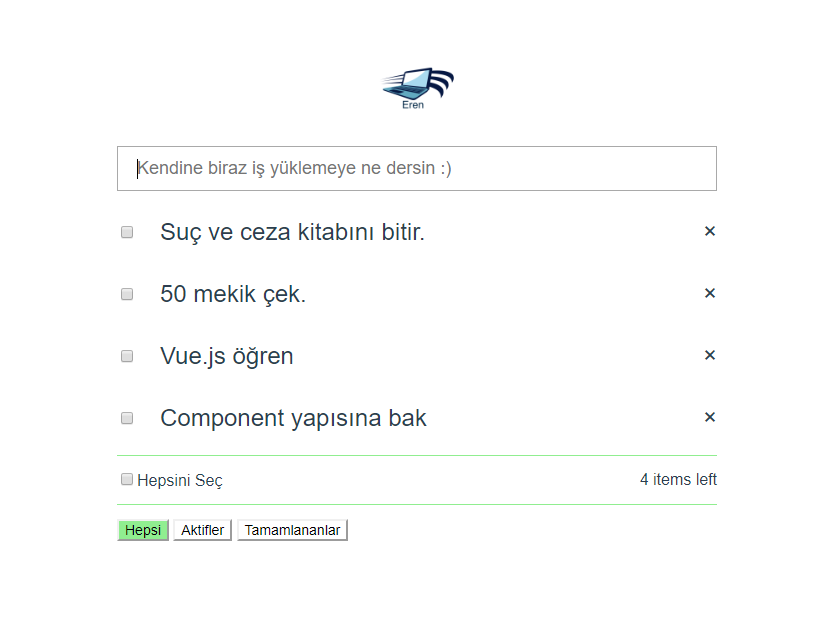 Eren
Kendine biraz iş yüklemeye ne dersin :)
Suç ve ceza kitabını bitir. ×
50 mekik çek. ×
Vue.js öğren ×
Component yapısına bak ×
Hepsini Seç 4 items left
Hepsi Aktifler Tamamlananlar